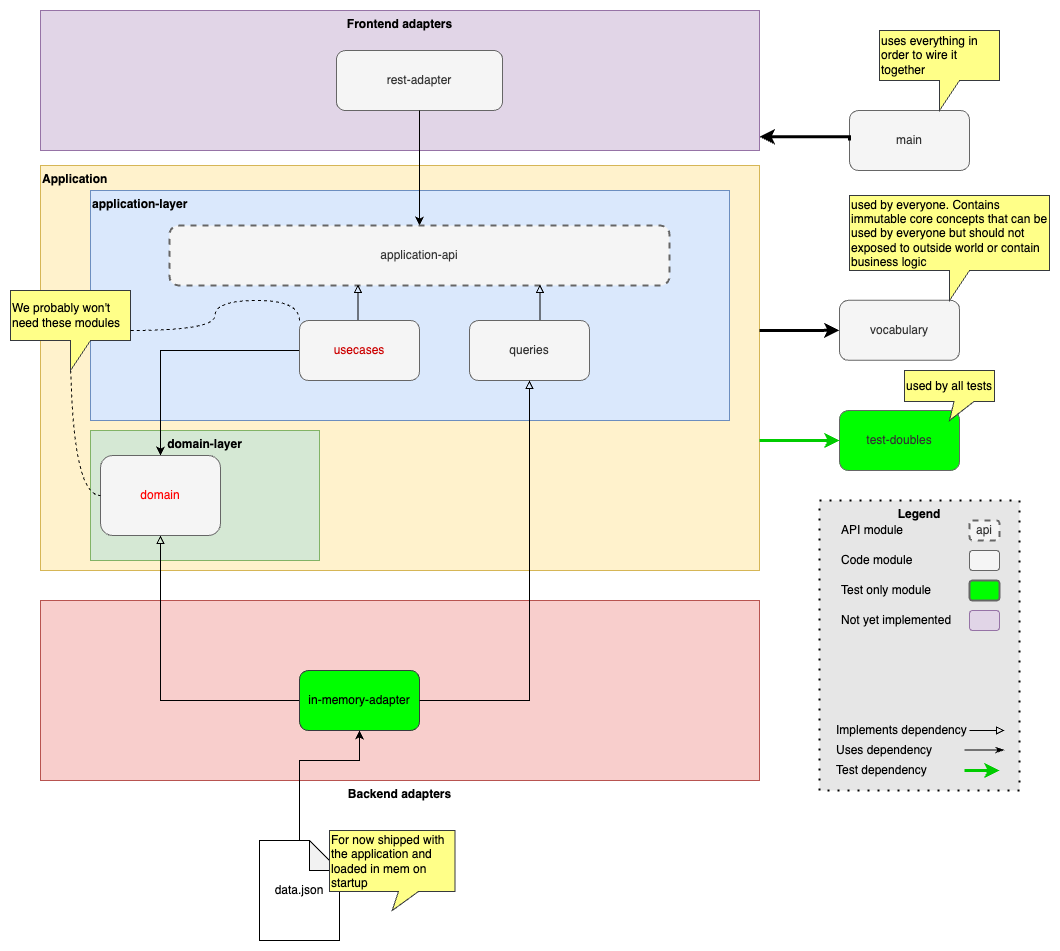 Frontend adapters
rest-adapter
uses everything in
order to wire it
together
main
Application
application-layer
application-api
used by everyone. Contains
immutable core concepts that can be
used by everyone but should not
exposed to outside world or contain
business logic
We probably won't
need these modules
usecases
queries
vocabulary
used by all tests
test-doubles
domain-layer
domain
Legend
API module
api
Code module
Test only module
Not yet implemented
Implements dependency
Uses dependency
Test dependency
in-memory-adapter
Backend adapters
For now shipped with
the application and
loaded in mem on
startup
data.json